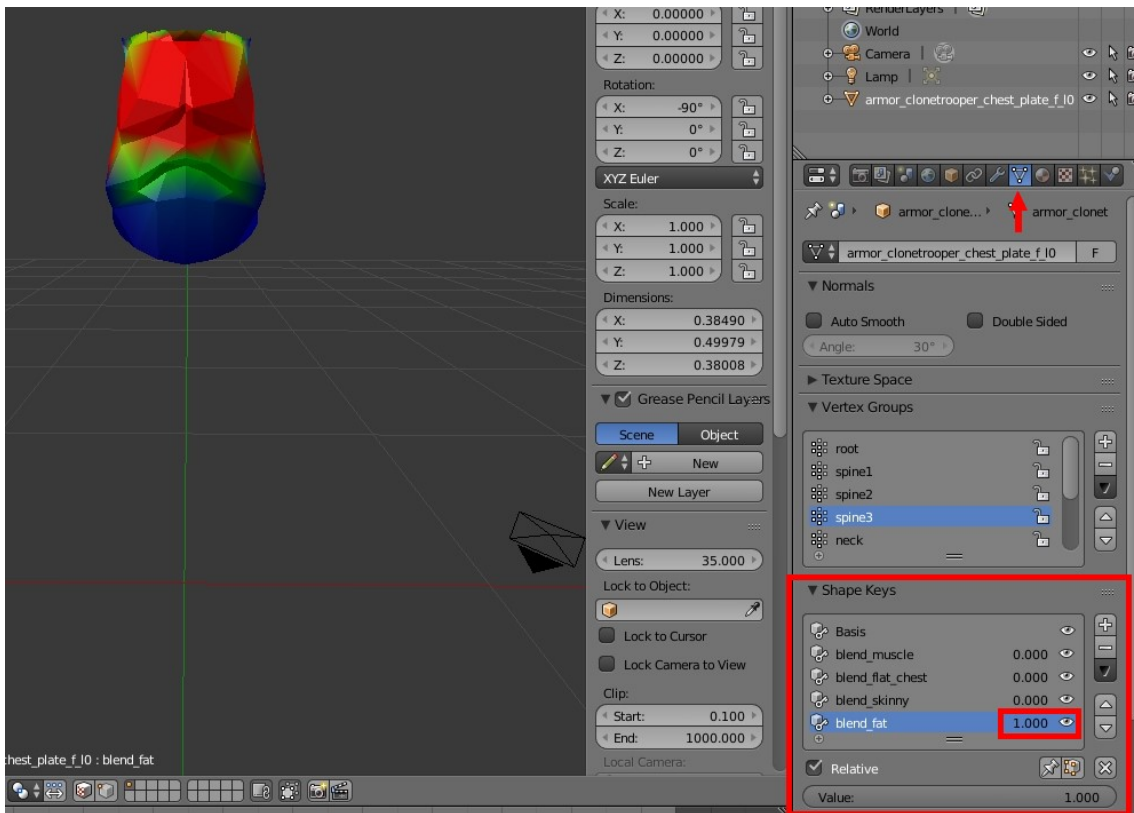 X: 0.00000
Y: 0.00000
Z: 0.00000
Rotation:
X: -90°
Y: 0°
Z: 0°
XYZ Euler
Scale:
X: 1.000
Y: 1.000
Z: 1.000
Dimensions:
X: 0.38490
Y: 0.49979
Z: 0.38008
Grease Pencil Layers
Scene Object
New
New Layer
View
Lens: 35.000
Lock to Object:
Lock to Cursor
Lock Camera to View
Clip:
Start: 0.100
End: 1000.000
Local Camera:
chest_plate_f_l0 : blend_fat
RenderLayers
World
Camera
Lamp
armor_clonetrooper_chest_plate_f_l0
armor_clone... armor_clonet
armor_clonetrooper_chest_plate_f_l0 F
Normals
Auto Smooth Double Sided
Angle: 30°
Texture Space
Vertex Groups
root
spine1
spine2
spine3
neck
Shape Keys
Basis
blend_muscle 0.000
blend_flat_chest 0.000
blend_skinny 0.000
blend_fat 1.000
Relative
Value: 1.000